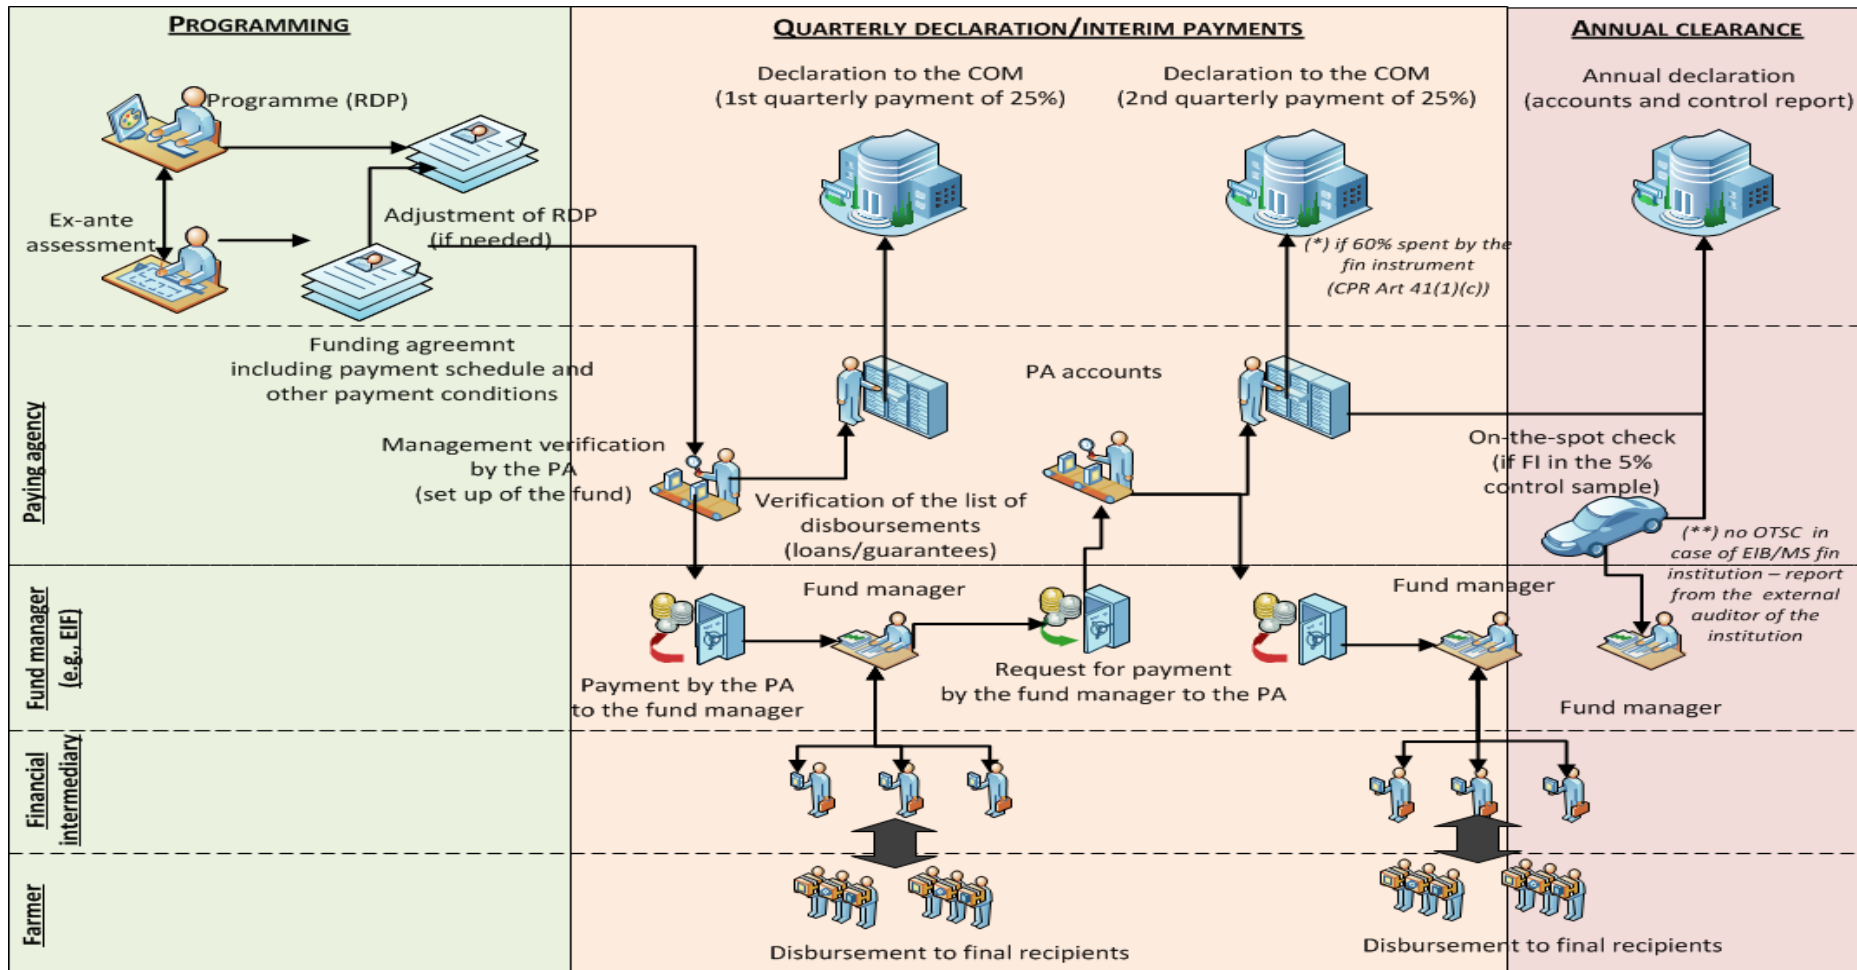 PROGRAMMING
QUARTERLY DECLARATION/INTERIM PAYMENTS
ANNUAL CLEARANCE
Programme (RDP)
Ex-ante
assessment
Adjustment of RDP
(if needed)
Declaration to the COM
(1st quarterly payment of 25%)
Declaration to the COM
(2nd quarterly payment of 25%)
(*) if 60% spent by the
fin instrument
(CPR Art 41(1)(c))
Annual declaration
(accounts and control report)
Paying agency
Funding agreemnt
including payment schedule and
other payment conditions
Management verification
by the PA
(set up of the fund)
Verification of the list of
disboursements
(loans/guarantees)
PA accounts
On-the-spot check
(if FI in the 5%
control sample)
(**) no OTSC in
case of EIB/MS fin
institution – report
from the external
auditor of the
institution
Fund manager
(e.g., EIF)
Payment by the PA
to the fund manager
Fund manager
Request for payment
by the fund manager to the PA
Fund manager
Fund manager
Financial
intermediary
Farmer
Disbursement to final recipients
Disbursement to final recipients